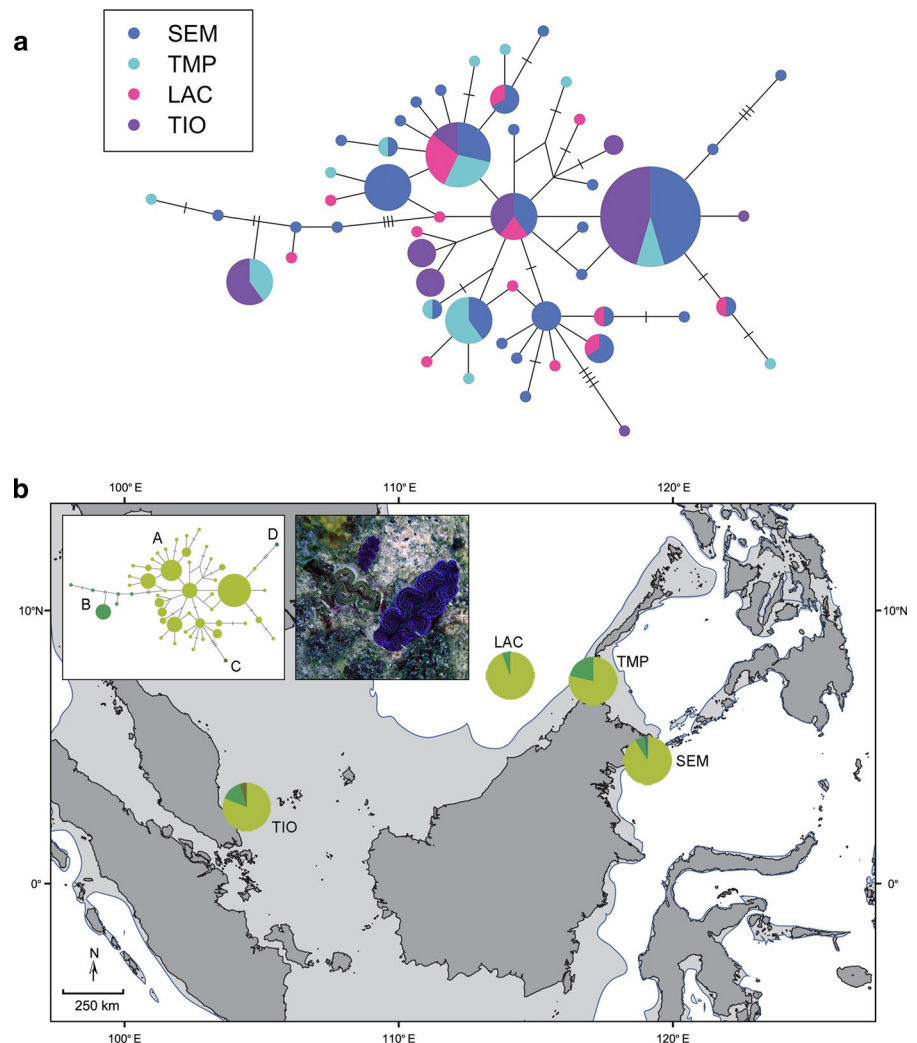 a
SEM
TMP
LAC
TIO
b
100° E 110° E 120° E
A D
B
C
10°N 10°N
LAC
TMP
SEM
TIO
0° 0°
N
250 km
100° E 110° E 120° E